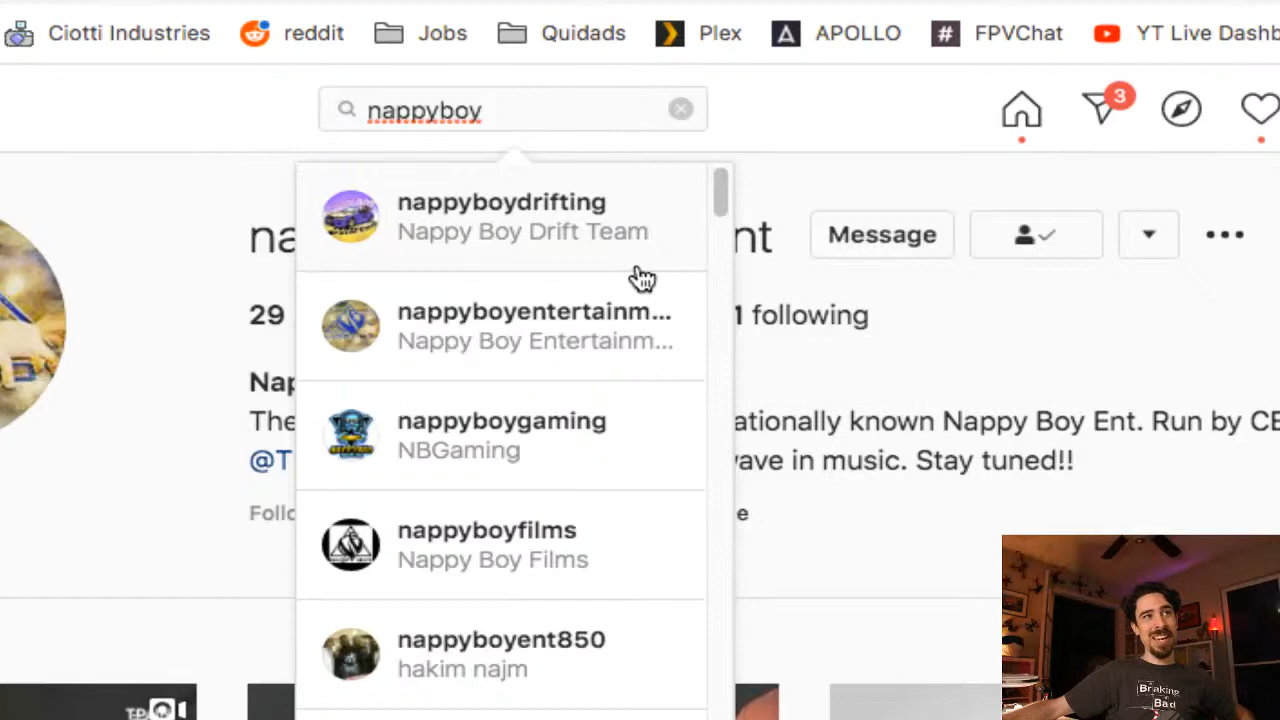 Ciotti Industries reddit Jobs Quidads Plex APOLLO # FPVChat YT Live Dashb
nappyboy
3
nappyboydrifting
Nappy Boy Drift Team
na
nt Message
nappyboyentertainm...
Nappy Boy Entertainm...
29
1 following
Nap
nappyboygaming
NBGaming
The
ationally known Nappy Boy Ent. Run by CE
@T
wave in music. Stay tuned!!
Follo
e
nappyboyfilms
Nappy Boy Films
nappyboyent850
hakim najm
Braking
Bad